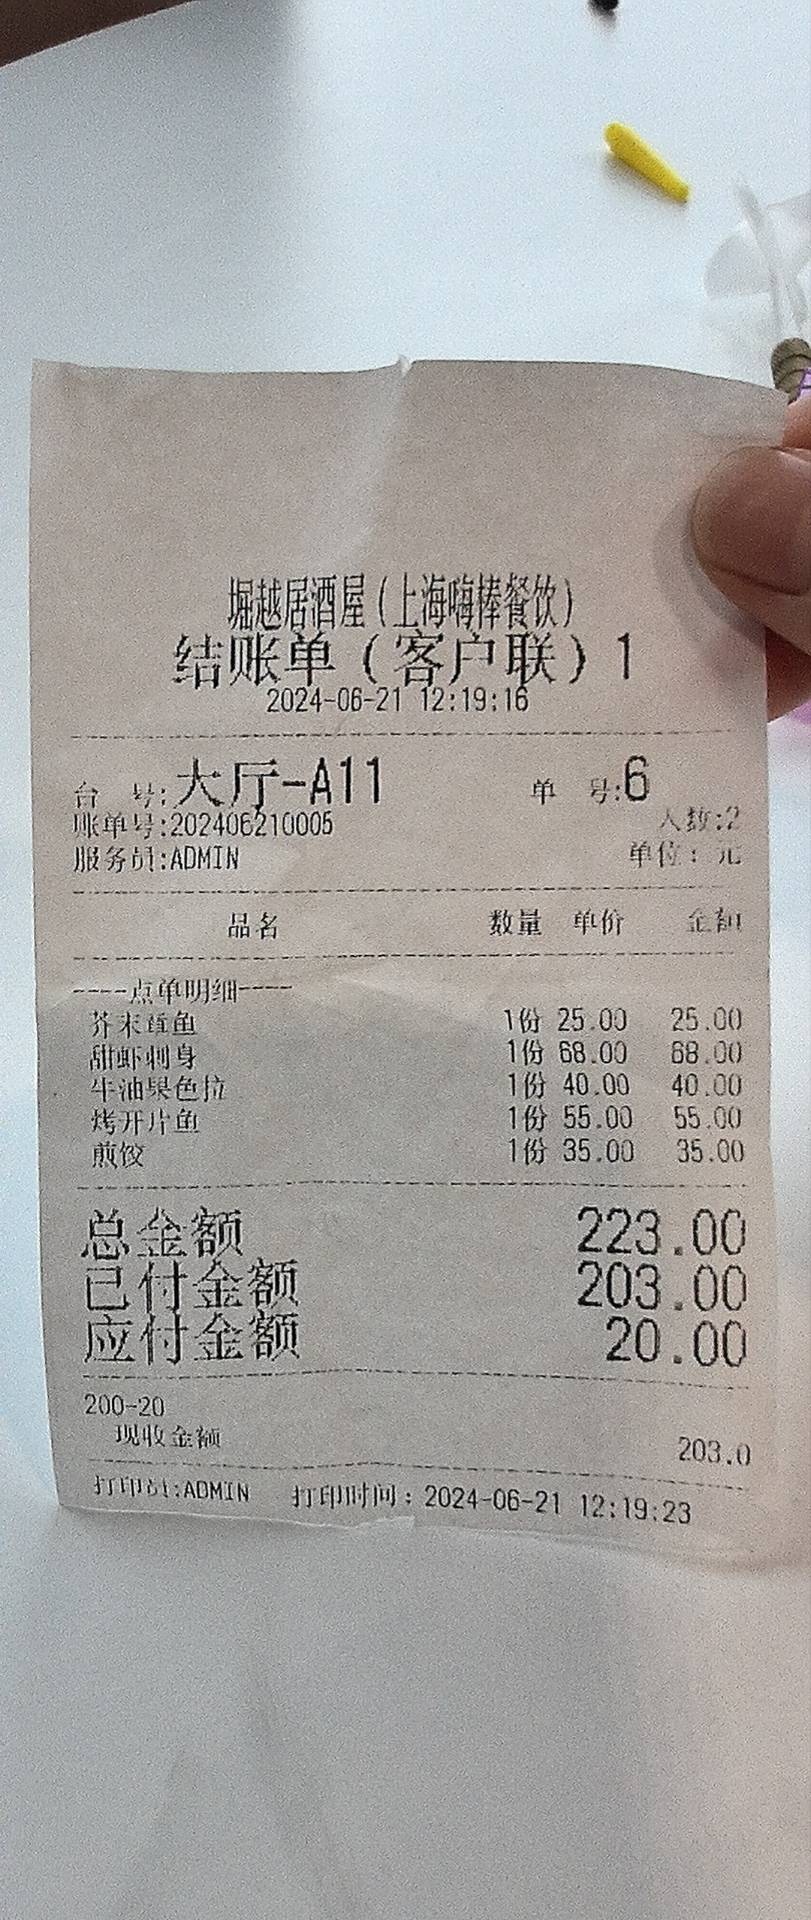 堀越居酒屋(上海嗨棒餐饮)
结账单(客户联)1
2024-06-21 12:19:16
台 号:大厅-A11 单 号:6
账单号:202406210005 人数:2
服务员:ADMIN 单位: 元
品名 数量 单价 金额
----点单明细----
芥末章鱼 1份 25.00 25.00
甜虾刺身 1份 68.00 68.00
牛油果色拉 1份 40.00 40.00
烤开片鱼 1份 55.00 55.00
煎饺 1份 35.00 35.00
总金额 223.00
已付金额 203.00
应付金额 20.00
200-20
现收金额 203.0
打印员:ADMIN 打印时间:2024-06-21 12:19:23